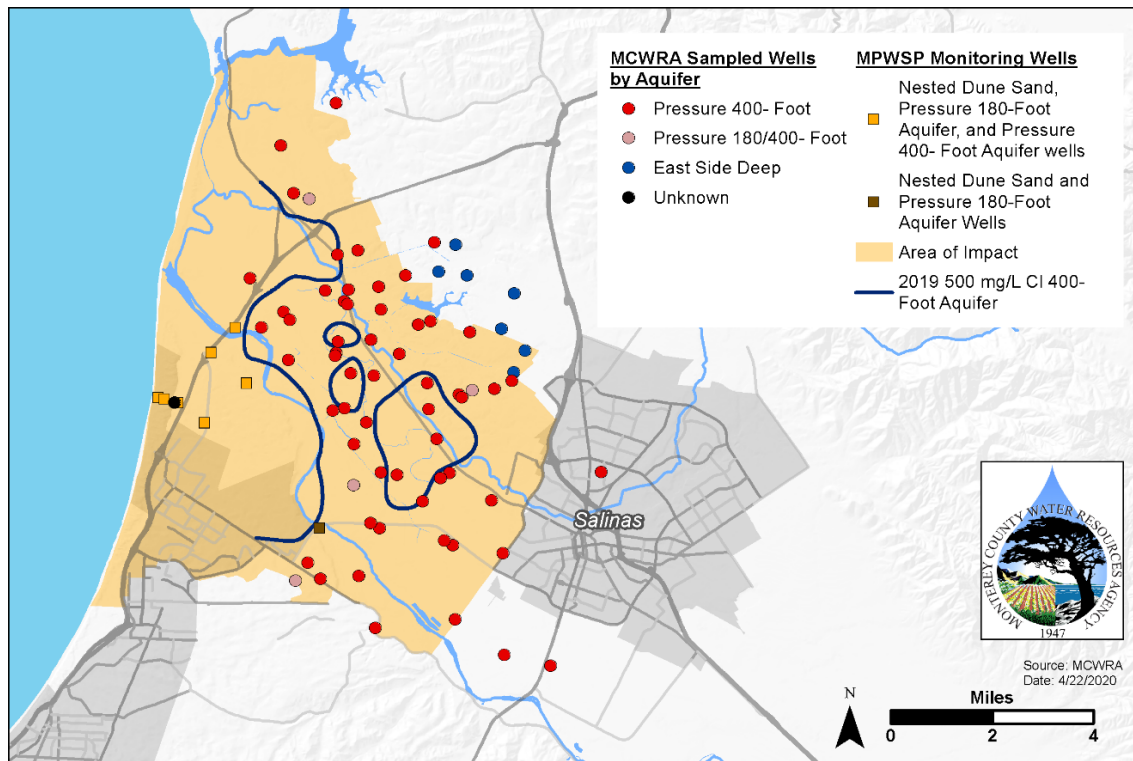 MCWRA Sampled Wells
by Aquifer
Pressure 400- Foot
Pressure 180/400- Foot
East Side Deep
Unknown
MPWSP Monitoring Wells
Nested Dune Sand,
Pressure 180-Foot
Aquifer, and Pressure
400- Foot Aquifer wells
Nested Dune Sand and
Pressure 180-Foot
Aquifer Wells
Area of Impact
2019 500 mg/L Cl 400-
Foot Aquifer
Salinas
MONTEREY COUNTY WATER RESOURCES AGENCY
1947
Source: MCWRA
Date: 4/22/2020
N
Miles
0 2 4